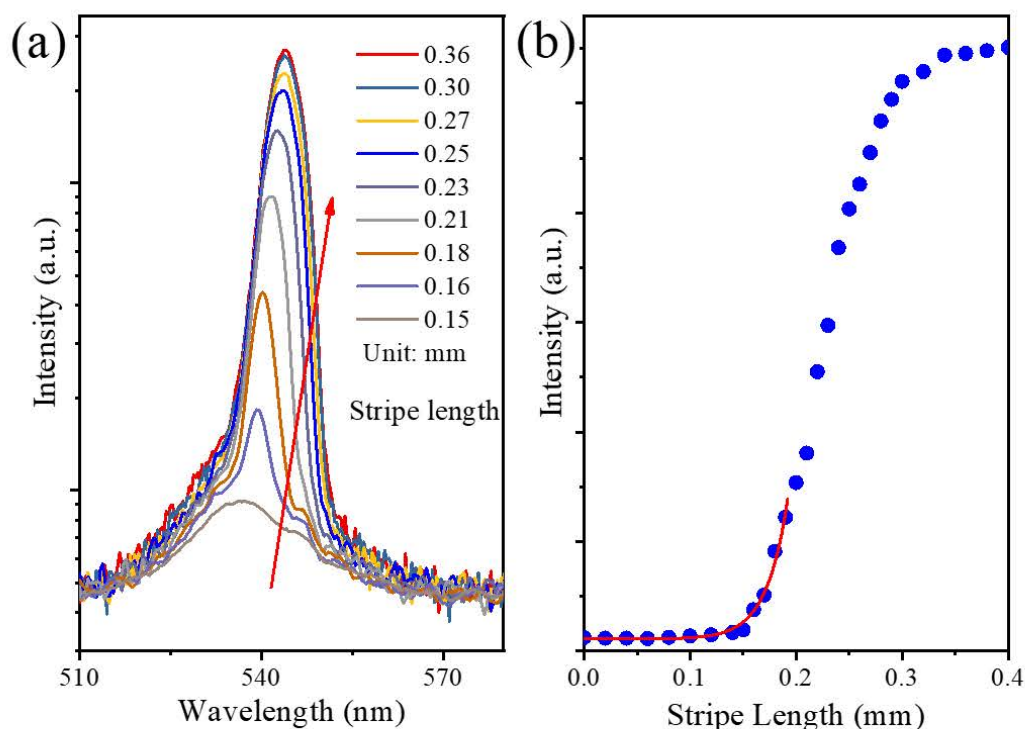 (a)
0.36
0.30
0.27
0.25
0.23
0.21
0.18
0.16
0.15
Unit: mm
Stripe length
Intensity (a.u.)
510 540 570
Wavelength (nm)
(b)
Intensity (a.u.)
0.0 0.1 0.2 0.3 0.4
Stripe Length (mm)